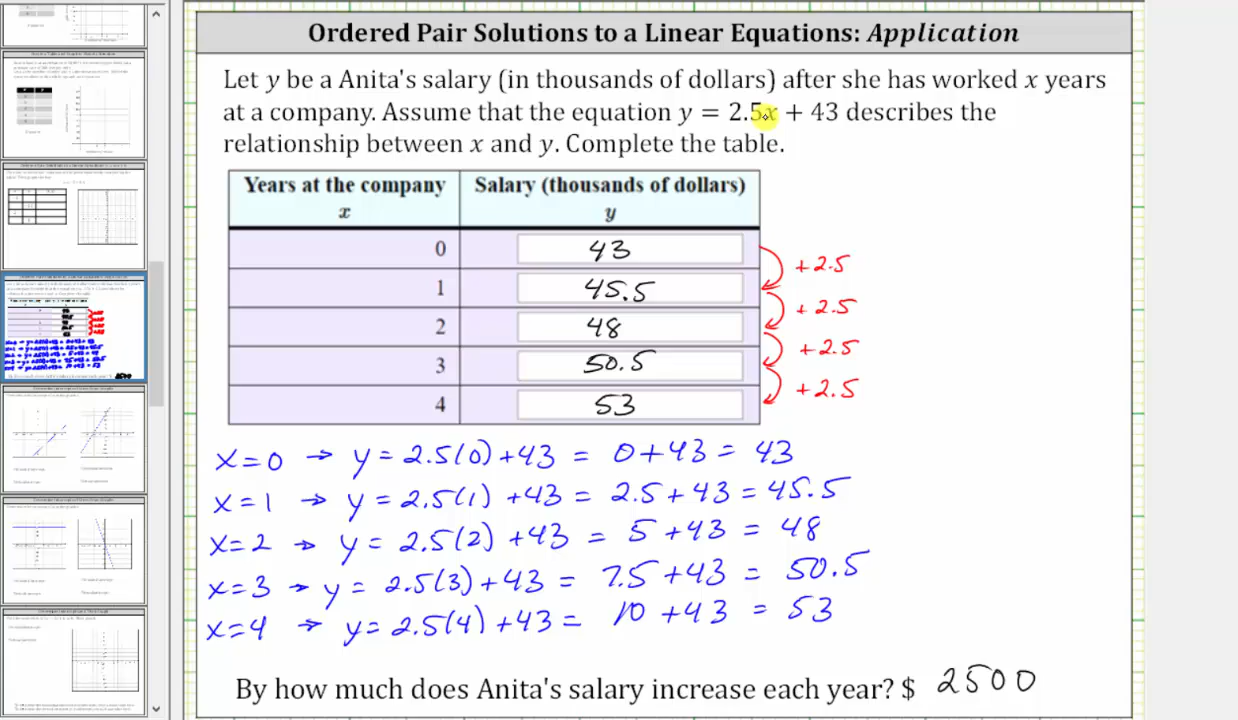 Ordered Pair Solutions to a Linear Equations: Application
Let y be a Anita's salary (in thousands of dollars) after she has worked x years
at a company. Assume that the equation y = 2.5x + 43 describes the
relationship between x and y. Complete the table.
Years at the company x Salary (thousands of dollars) y
0 43
1 45.5
2 48
3 50.5
4 53
+2.5
+2.5
+2.5
+2.5
x=0 → y = 2.5(0) +43 = 0+43 = 43
x=1 → y = 2.5(1) +43 = 2.5+43 = 45.5
x=2 → y = 2.5(2) +43 = 5 +43 = 48
x=3 → y = 2.5(3) +43 = 7.5 +43 = 50.5
x=4 → y = 2.5(4) +43 = 10 +43 = 53
By how much does Anita's salary increase each year? $ 2500